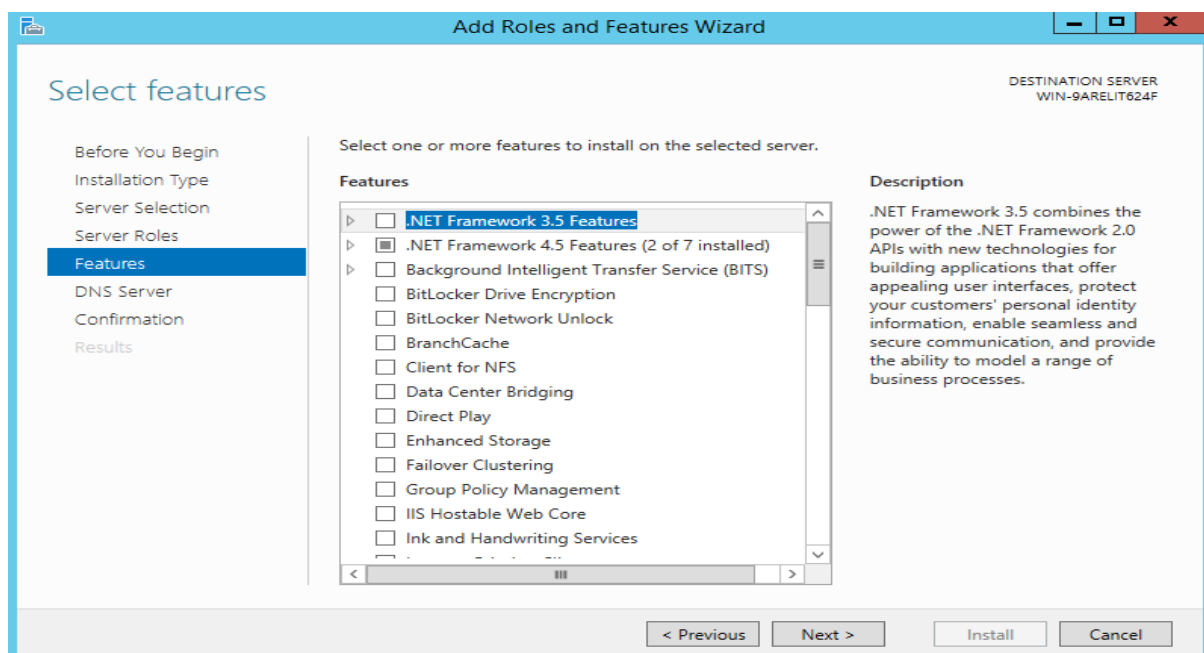 Add Roles and Features Wizard
Select features
DESTINATION SERVER
WIN-9ARELIT624F
Before You Begin
Installation Type
Server Selection
Server Roles
Features
DNS Server
Confirmation
Results
Select one or more features to install on the selected server.
Features
.NET Framework 3.5 Features
.NET Framework 4.5 Features (2 of 7 installed)
Background Intelligent Transfer Service (BITS)
BitLocker Drive Encryption
BitLocker Network Unlock
BranchCache
Client for NFS
Data Center Bridging
Direct Play
Enhanced Storage
Failover Clustering
Group Policy Management
IIS Hostable Web Core
Ink and Handwriting Services
Description
.NET Framework 3.5 combines the
power of the .NET Framework 2.0
APIs with new technologies for
building applications that offer
appealing user interfaces, protect
your customers' personal identity
information, enable seamless and
secure communication, and provide
the ability to model a range of
business processes.
< Previous
Next >
Install
Cancel